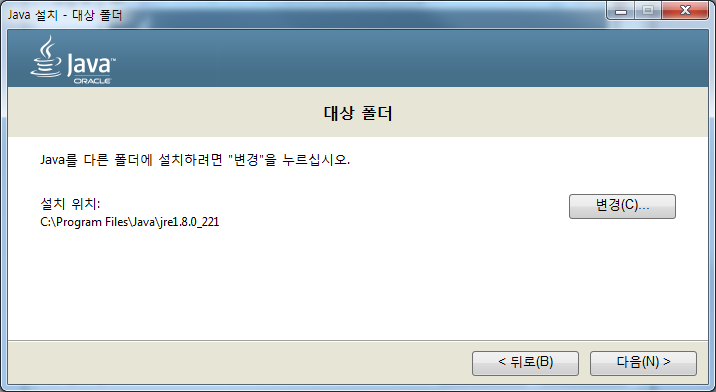 Java 설치 - 대상 폴더
Java™
ORACLE
대상 폴더
Java를 다른 폴더에 설치하려면 "변경"을 누르십시오.
설치 위치:
C:\Program Files\Java\jre1.8.0_221
변경(C)...
< 뒤로(B)
다음(N) >